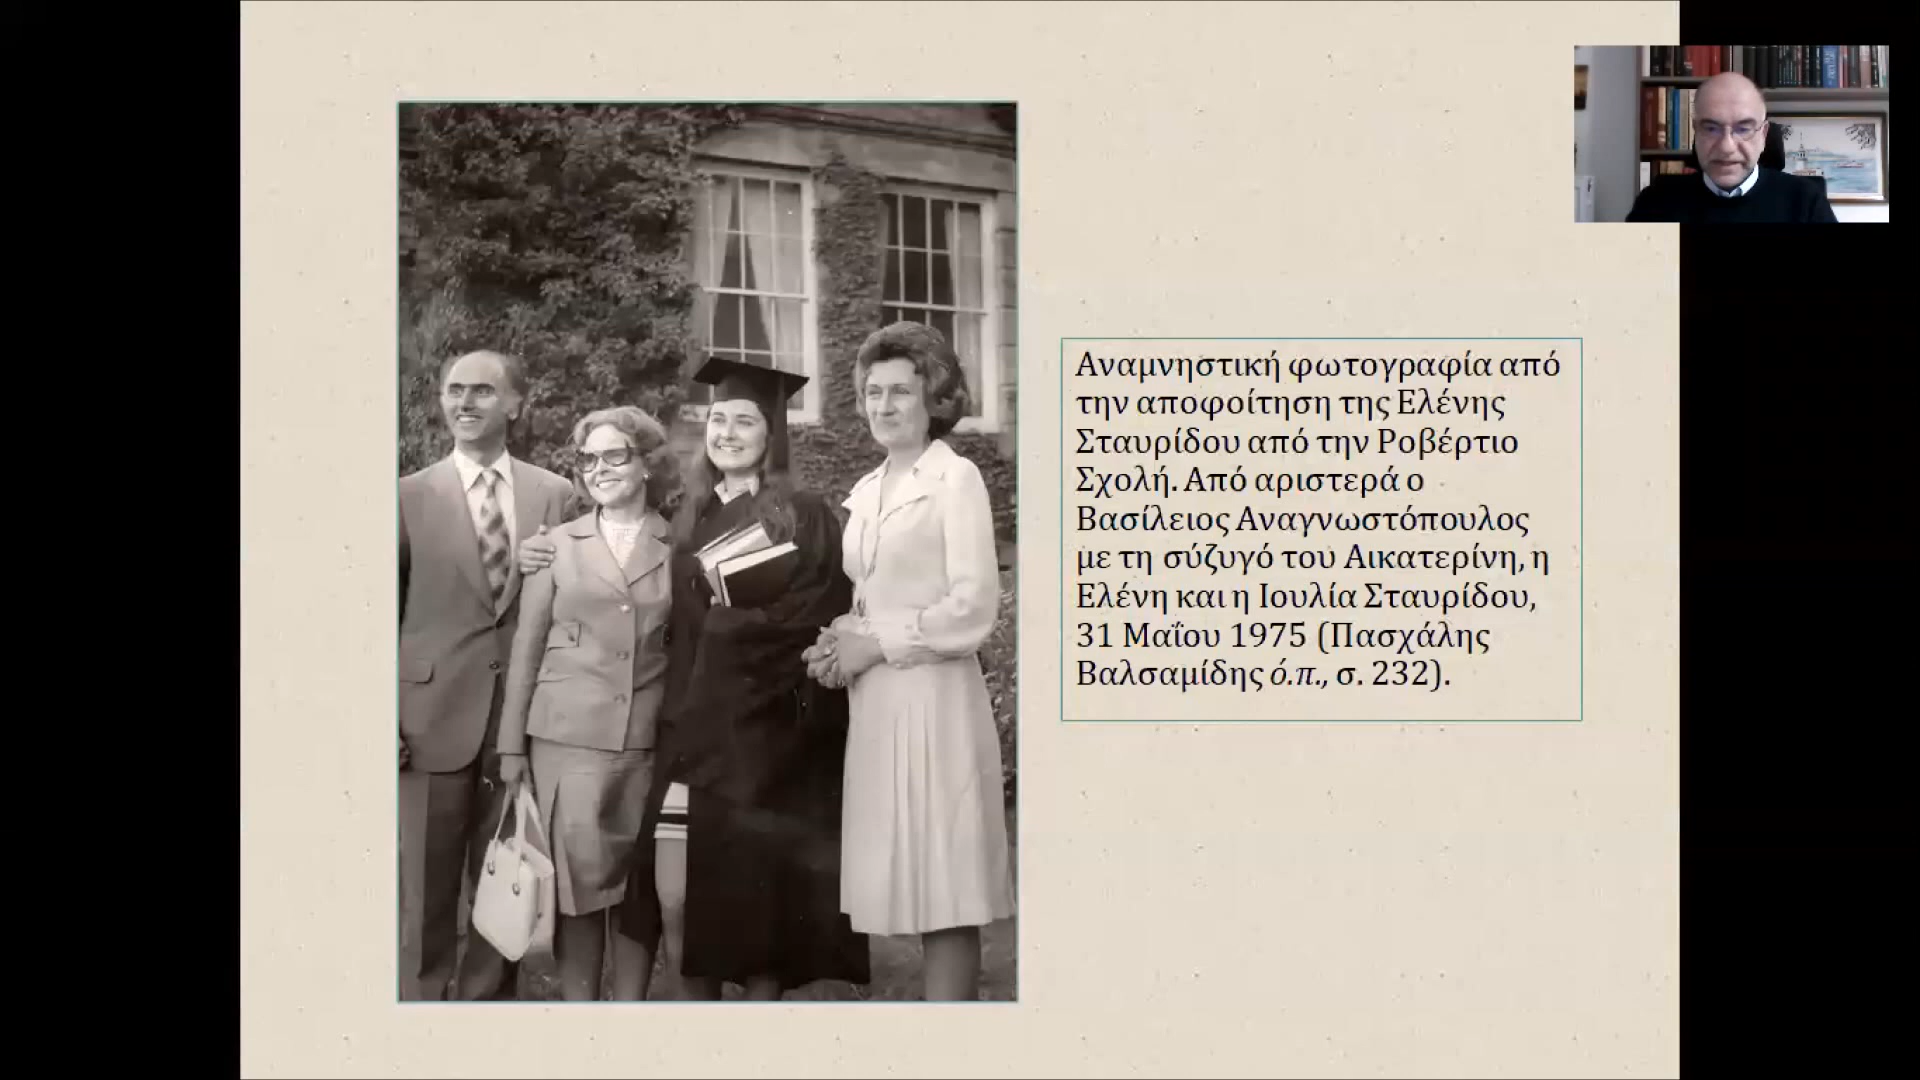 Αναμνηστική φωτογραφία από
την αποφοίτηση της Ελένης
Σταυρίδου από την Ροβέρτιο
Σχολή. Από αριστερά ο
Βασίλειος Αναγνωστόπουλος
με τη σύζυγό του Αικατερίνη, η
Ελένη και η Ιουλία Σταυρίδου,
31 Μαΐου 1975 (Πασχάλης
Βαλσαμίδης ό.π., σ. 232).